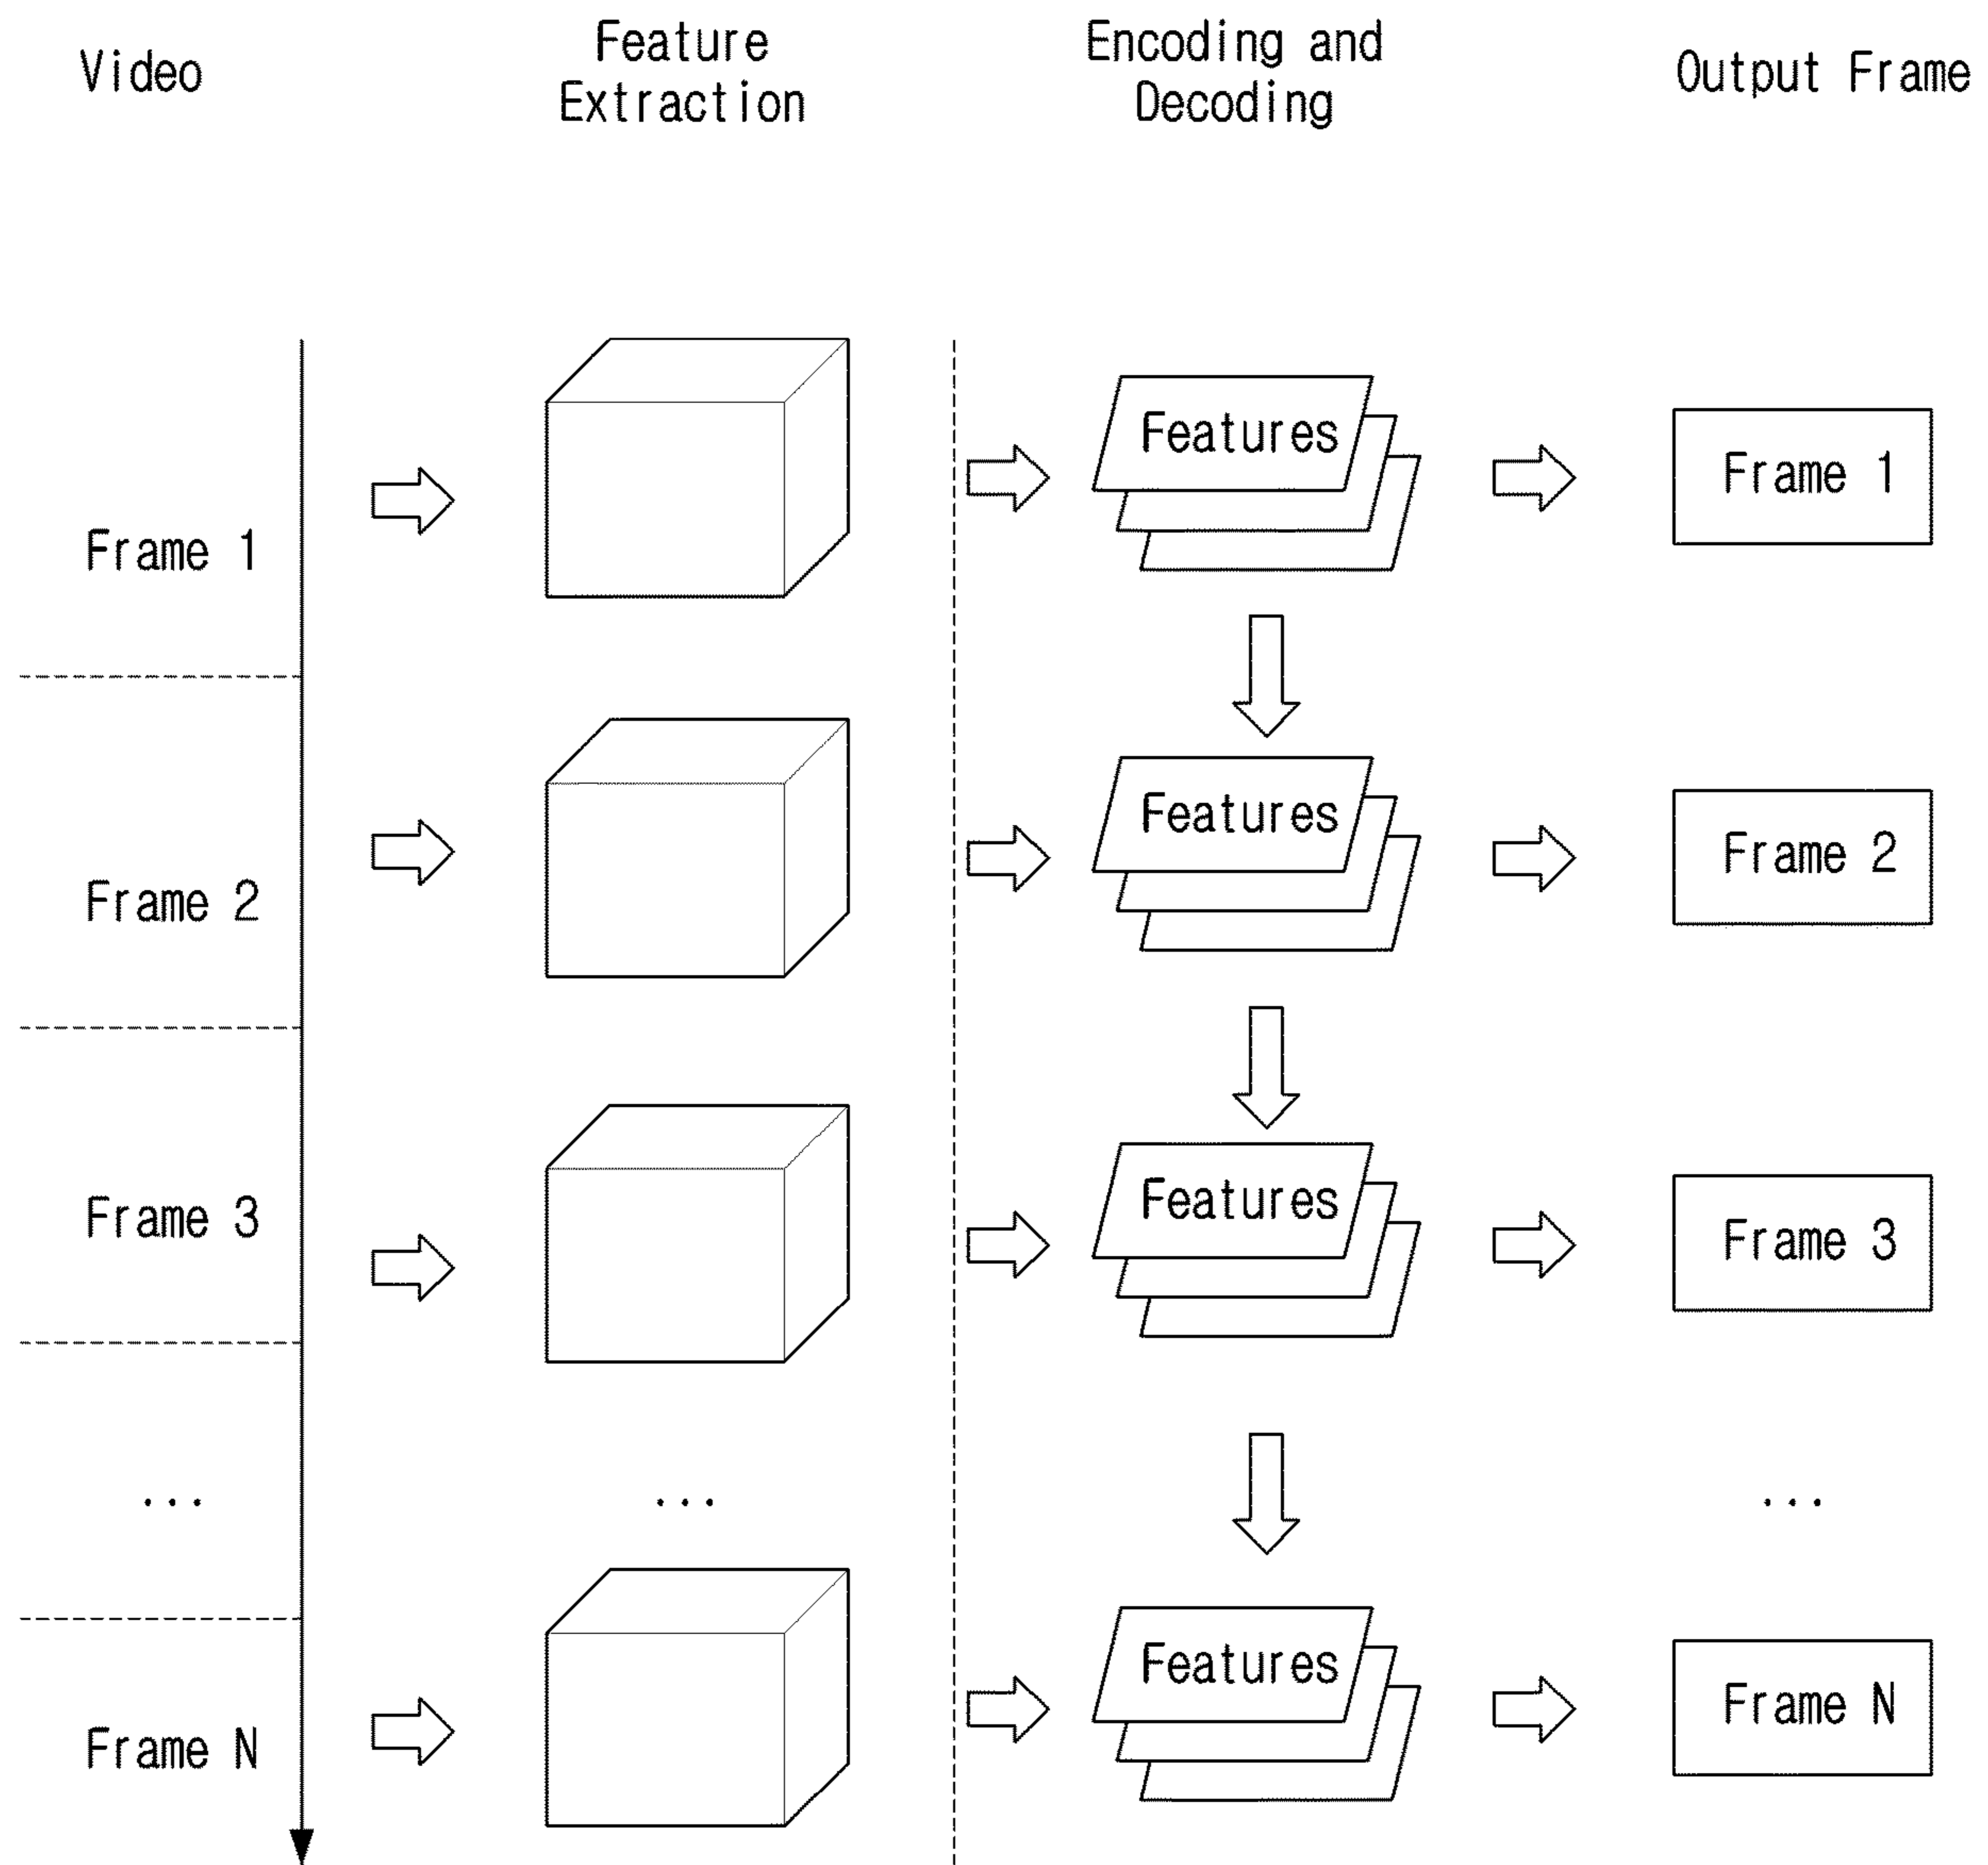 Video
Feature
Extraction
Encoding and
Decoding
Output Frame
Frame 1
Features
Frame 1
Frame 2
Features
Frame 2
Frame 3
Features
Frame 3
...
...
...
Frame N
Features
Frame N